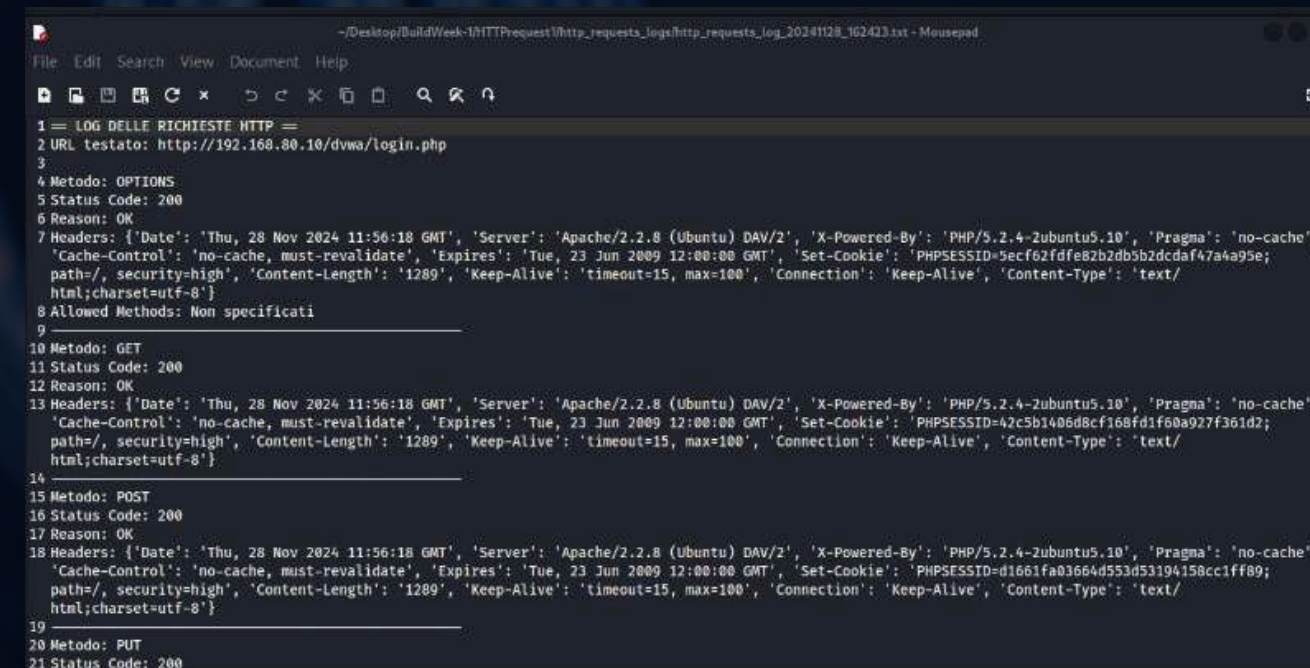 ~/Desktop/BuildWeek-1/HTTPrequest1/http_requests_logs/http_requests_log_20241128_162423.txt - Mousepad
File Edit Search View Document Help
1 == LOG DELLE RICHIESTE HTTP ==
2 URL testato: http://192.168.80.10/dvwa/login.php
3
4 Metodo: OPTIONS
5 Status Code: 200
6 Reason: OK
7 Headers: {'Date': 'Thu, 28 Nov 2024 11:56:18 GMT', 'Server': 'Apache/2.2.8 (Ubuntu) DAV/2', 'X-Powered-By': 'PHP/5.2.4-2ubuntu5.10', 'Pragma': 'no-cache'
'Cache-Control': 'no-cache, must-revalidate', 'Expires': 'Tue, 23 Jun 2009 12:00:00 GMT', 'Set-Cookie': 'PHPSESSID=5ecf62fdfe82b2db5b2dcdaf47a4a95e;
path=/, security=high', 'Content-Length': '1289', 'Keep-Alive': 'timeout=15, max=100', 'Connection': 'Keep-Alive', 'Content-Type': 'text/
html;charset=utf-8'}
8 Allowed Methods: Non specificati
9
10 Metodo: GET
11 Status Code: 200
12 Reason: OK
13 Headers: {'Date': 'Thu, 28 Nov 2024 11:56:18 GMT', 'Server': 'Apache/2.2.8 (Ubuntu) DAV/2', 'X-Powered-By': 'PHP/5.2.4-2ubuntu5.10', 'Pragma': 'no-cache'
'Cache-Control': 'no-cache, must-revalidate', 'Expires': 'Tue, 23 Jun 2009 12:00:00 GMT', 'Set-Cookie': 'PHPSESSID=42c5b1406d8cf168fd1f60a927f361d2;
path=/, security=high', 'Content-Length': '1289', 'Keep-Alive': 'timeout=15, max=100', 'Connection': 'Keep-Alive', 'Content-Type': 'text/
html;charset=utf-8'}
14
15 Metodo: POST
16 Status Code: 200
17 Reason: OK
18 Headers: {'Date': 'Thu, 28 Nov 2024 11:56:18 GMT', 'Server': 'Apache/2.2.8 (Ubuntu) DAV/2', 'X-Powered-By': 'PHP/5.2.4-2ubuntu5.10', 'Pragma': 'no-cache'
'Cache-Control': 'no-cache, must-revalidate', 'Expires': 'Tue, 23 Jun 2009 12:00:00 GMT', 'Set-Cookie': 'PHPSESSID=d1661fa03664d553d53194158cc1ff89;
path=/, security=high', 'Content-Length': '1289', 'Keep-Alive': 'timeout=15, max=100', 'Connection': 'Keep-Alive', 'Content-Type': 'text/
html;charset=utf-8'}
19
20 Metodo: PUT
21 Status Code: 200